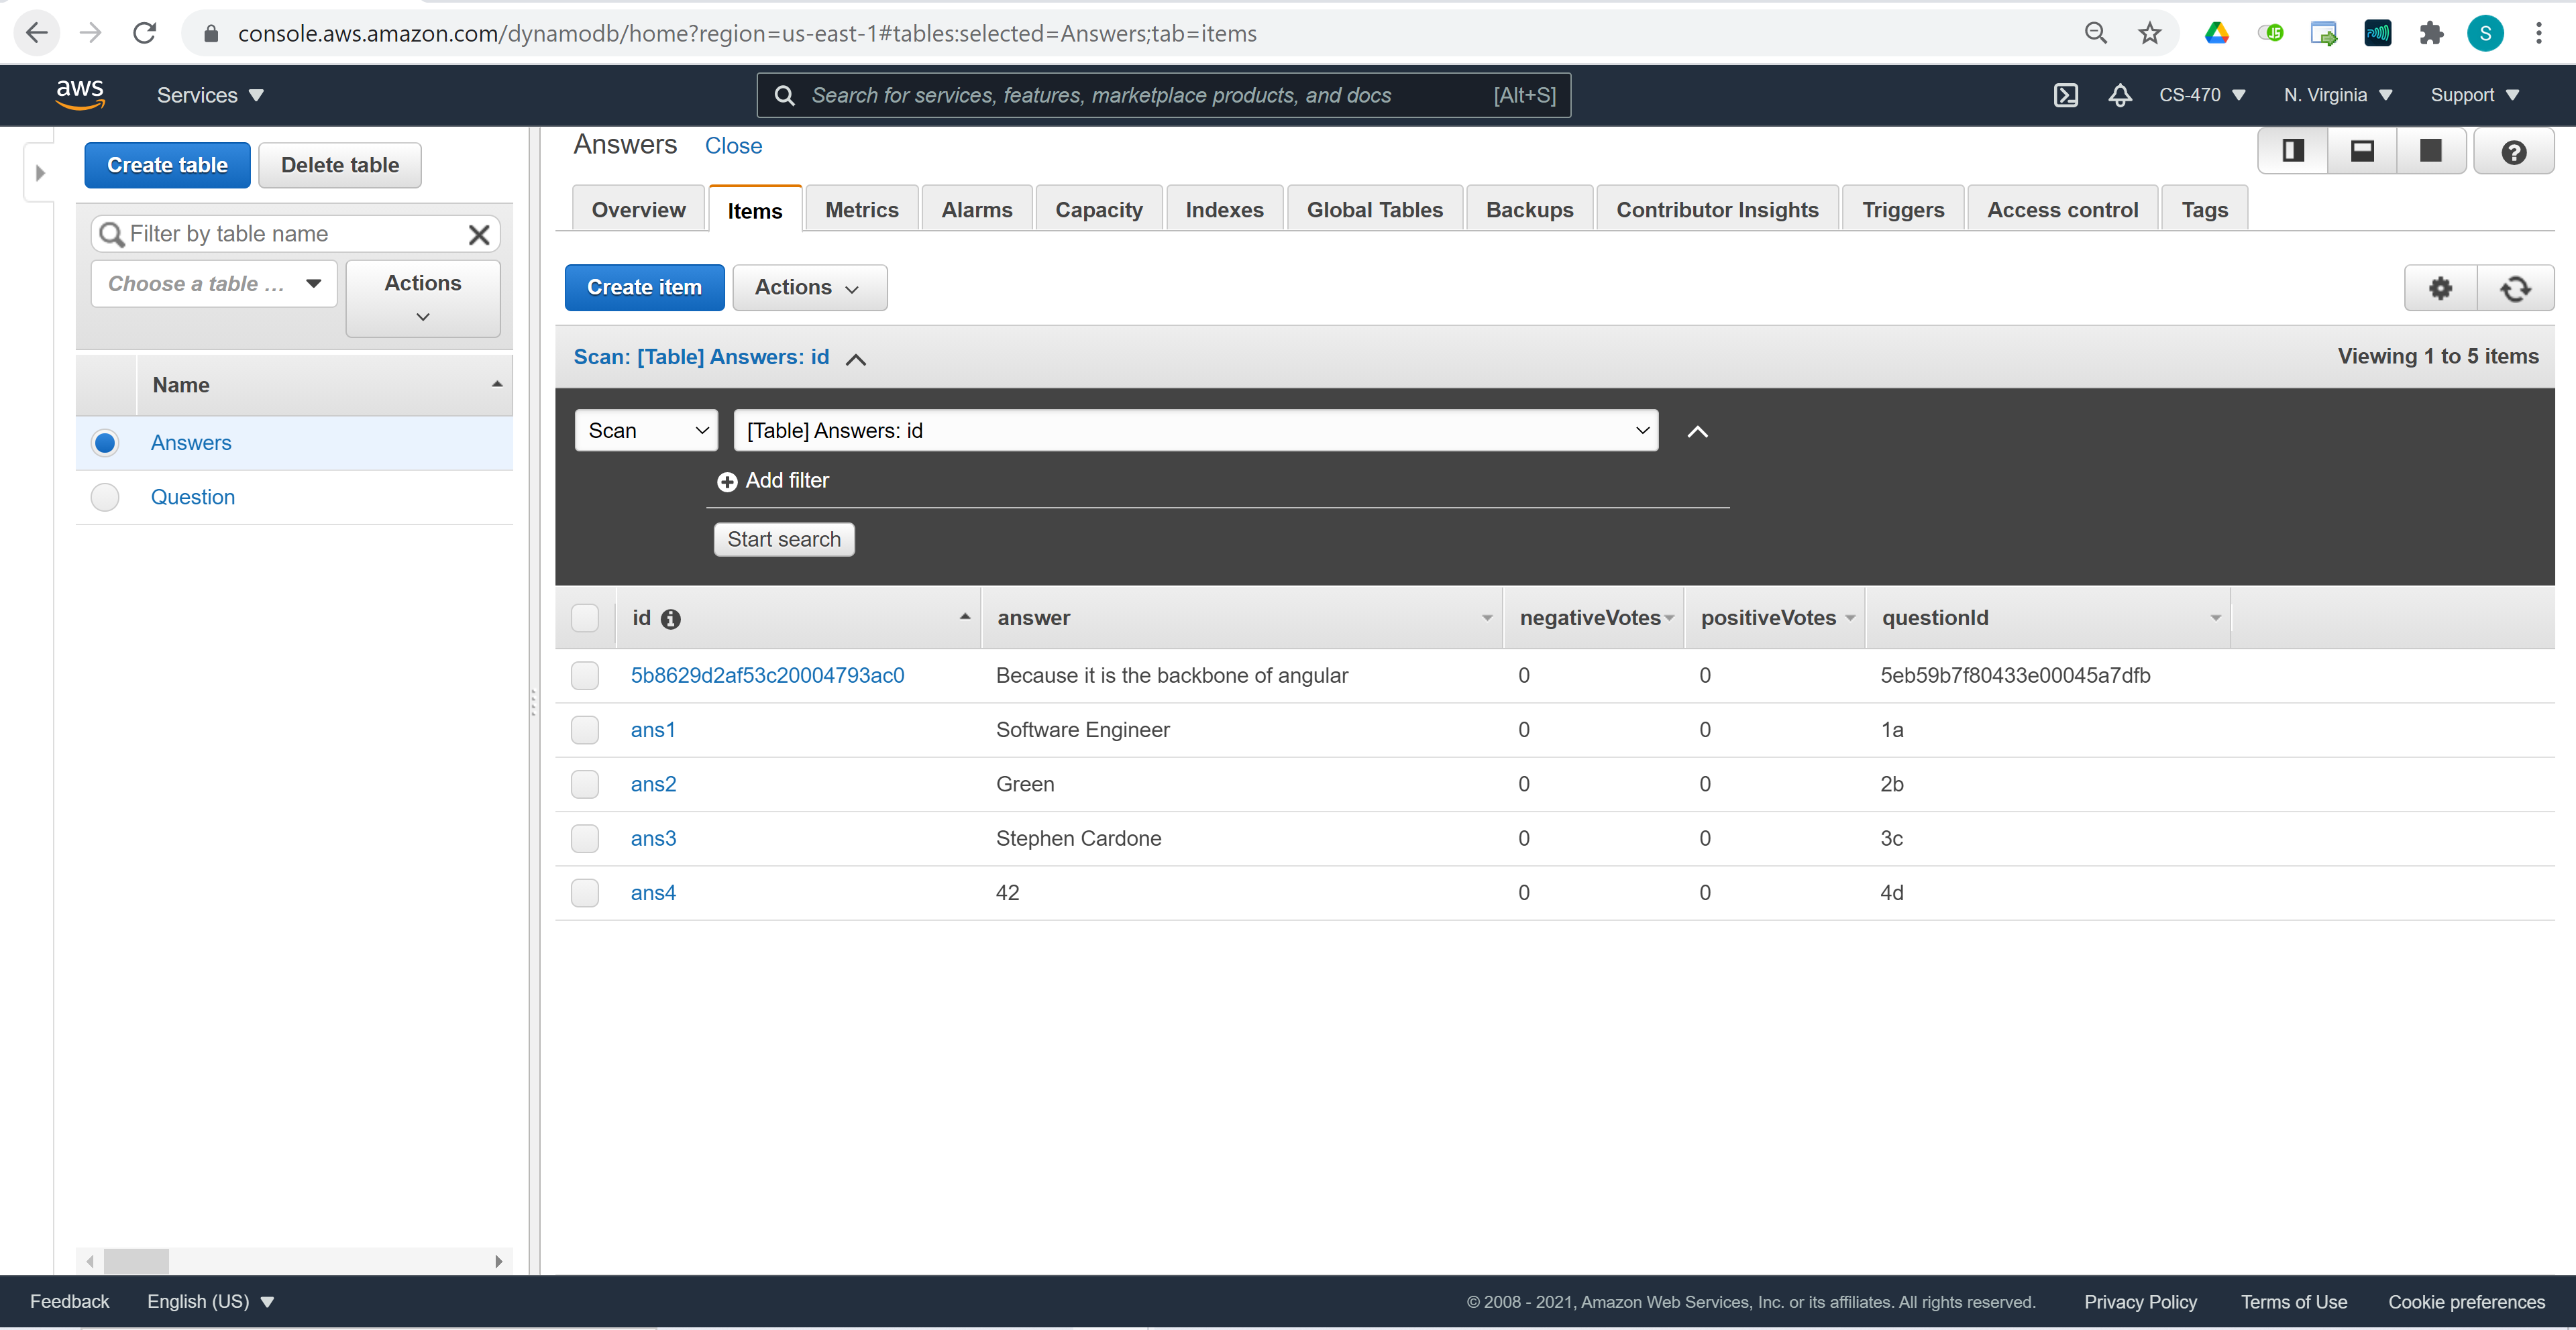 console.aws.amazon.com/dynamodb/home?region=us-east-1#tables:selected=Answers;tab=items
S
aws Services Search for services, features, marketplace products, and docs [Alt+S] CS-470 N. Virginia Support
Create table Delete table
Filter by table name
Choose a table ... Actions
Name
Answers
Question
Answers Close
Overview Items Metrics Alarms Capacity Indexes Global Tables Backups Contributor Insights Triggers Access control Tags
Create item Actions
Scan: [Table] Answers: id Viewing 1 to 5 items
Scan [Table] Answers: id
Add filter
Start search
id answer negativeVotes positiveVotes questionId
5b8629d2af53c20004793ac0 Because it is the backbone of angular 0 0 5eb59b7f80433e00045a7dfb
ans1 Software Engineer 0 0 1a
ans2 Green 0 0 2b
ans3 Stephen Cardone 0 0 3c
ans4 42 0 0 4d
Feedback English (US) © 2008 - 2021, Amazon Web Services, Inc. or its affiliates. All rights reserved. Privacy Policy Terms of Use Cookie preferences